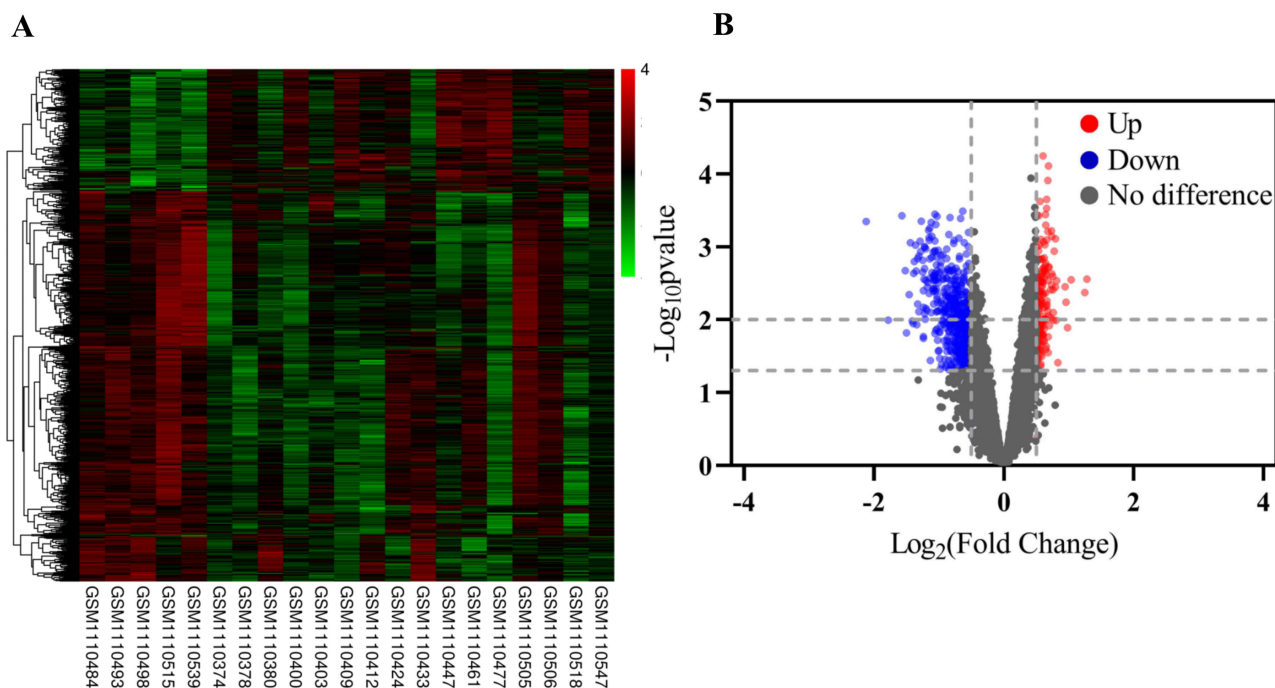 A
B
4
GSM1110484
GSM1110493
GSM1110498
GSM1110515
GSM1110539
GSM1110374
GSM1110378
GSM1110380
GSM1110400
GSM1110403
GSM1110409
GSM1110412
GSM1110424
GSM1110433
GSM1110447
GSM1110461
GSM1110477
GSM1110505
GSM1110506
GSM1110518
GSM1110547
5
4
3
2
1
0
-Log10pvalue
Up
Down
No difference
-4 -2 0 2 4
Log2(Fold Change)